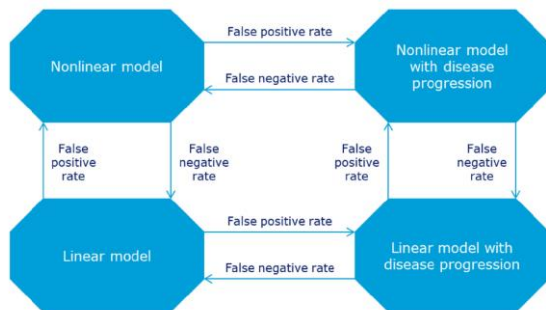 False positive rate
Nonlinear model
Nonlinear model
with disease
progression
False negative rate
False
positive
rate
False
negative
rate
False
positive
rate
False
negative
rate
False positive rate
Linear model
Linear model with
disease progression
False negative rate